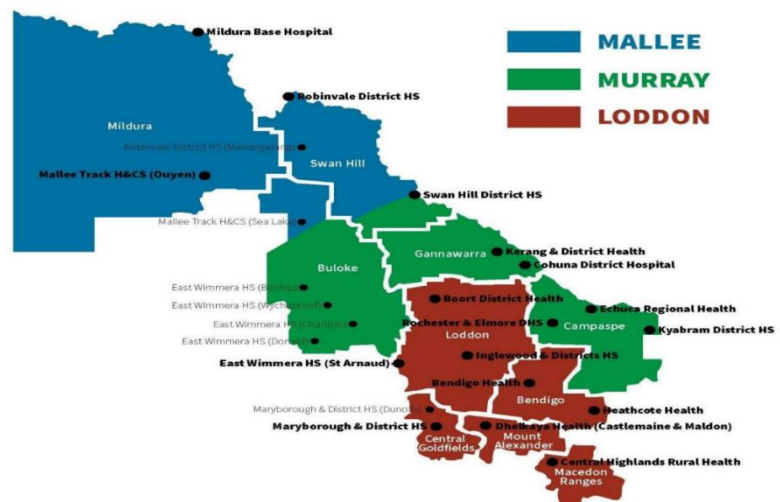 Mildura Base Hospital
MALLEE
MURRAY
LODDON
Robinvale District HS
Mildura
Robinvale District HS (Manangatang)
Swan Hill
Mallee Track H&CS (Ouyen)
Swan Hill District HS
Mallee Track H&CS (Sea Lake)
Gannawarra
Kerang & District Health
Cohuna District Hospital
Buloke
East Wimmera HS (Birchip)
Boort District Health
East Wimmera HS (Wycheproof)
Echuca Regional Health
East Wimmera HS (Charlton)
Rochester & Elmore DHS
Campaspe
Kyabram District HS
Loddon
East Wimmera HS (Donald)
Inglewood & Districts HS
East Wimmera HS (St Arnaud)
Bendigo Health
Bendigo
Maryborough & District HS (Dunolly)
Heathcote Health
Maryborough & District HS
Dhelkaya Health (Castlemaine & Maldon)
Central
Goldfields
Mount
Alexander
Central Highlands Rural Health
Macedon
Ranges